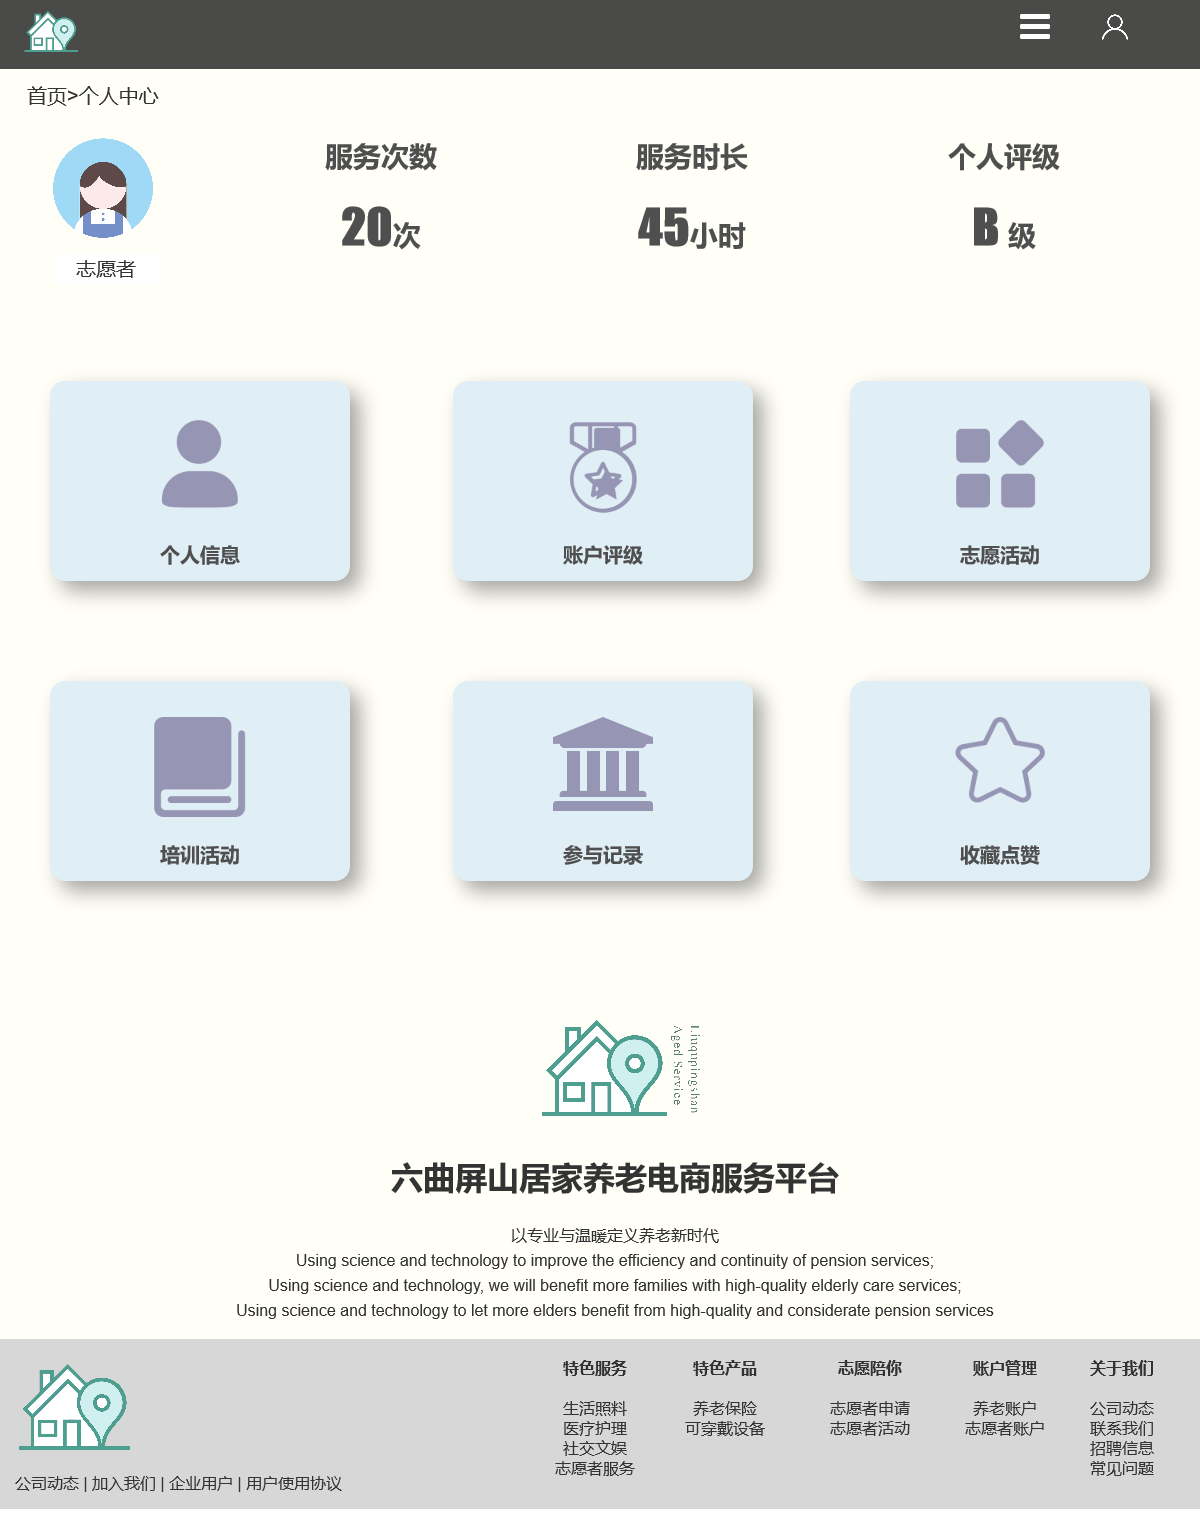 首页>个人中心
服务次数
服务时长
个人评级
20次
45小时
B 级
志愿者
个人信息
账户评级
志愿活动
培训活动
参与记录
收藏点赞
Liuqupingshan
Aged Service
六曲屏山居家养老电商服务平台
以专业与温暖定义养老新时代
Using science and technology to improve the efficiency and continuity of pension services;
Using science and technology, we will benefit more families with high-quality elderly care services;
Using science and technology to let more elders benefit from high-quality and considerate pension services
特色服务
生活照料
医疗护理
社交文娱
志愿者服务
特色产品
养老保险
可穿戴设备
志愿陪你
志愿者申请
志愿者活动
账户管理
养老账户
志愿者账户
关于我们
公司动态
联系我们
招聘信息
常见问题
公司动态 | 加入我们 | 企业用户 | 用户使用协议